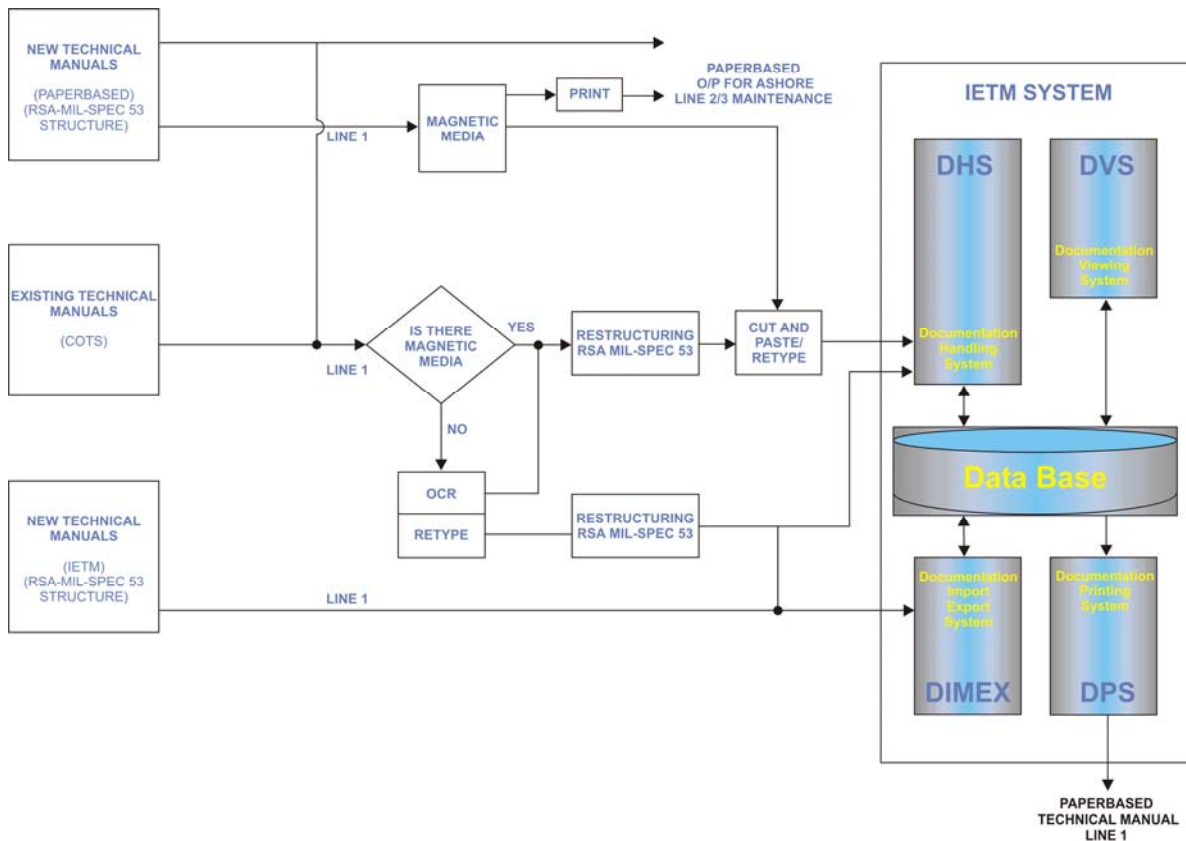 NEW TECHNICAL
MANUALS
(PAPERBASED)
(RSA-MIL-SPEC 53
STRUCTURE)
LINE 1
MAGNETIC
MEDIA
PRINT
PAPERBASED
O/P FOR ASHORE
LINE 2/3 MAINTENANCE
EXISTING TECHNICAL
MANUALS
(COTS)
LINE 1
IS THERE
MAGNETIC
MEDIA
YES
NO
RESTRUCTURING
RSA MIL-SPEC 53
CUT AND
PASTE/
RETYPE
OCR
RETYPE
RESTRUCTURING
RSA MIL-SPEC 53
NEW TECHNICAL
MANUALS
(IETM)
(RSA-MIL-SPEC 53
STRUCTURE)
LINE 1
IETM SYSTEM
DHS
Documentation
Handling
System
DVS
Documentation
Viewing
System
Data Base
Documentation
Import
Export
System
DIMEX
Documentation
Printing
System
DPS
PAPERBASED
TECHNICAL MANUAL
LINE 1